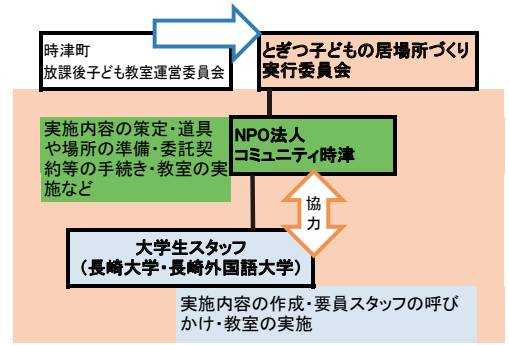 時津町
放課後子ども教室運営委員会
とぎつ子どもの居場所づくり
実行委員会
実施内容の策定・道具
や場所の準備・委託契
約等の手続き・教室の実
施など
NPO法人
コミュニティ時津
協
力
大学生スタッフ
（長崎大学・長崎外国語大学）
実施内容の作成・要員スタッフの呼び
かけ・教室の実施